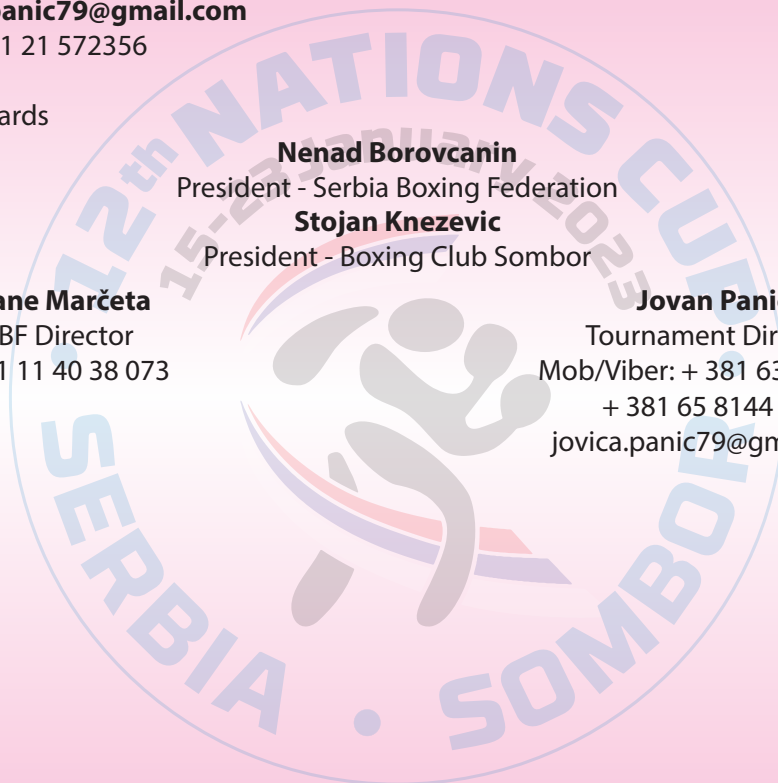 panic79@gmail.com
1 21 572356
ards
12th NATIONS CUP
15-23 January 2023
Nenad Borovcanin
President - Serbia Boxing Federation
Stojan Knezevic
President - Boxing Club Sombor
ane Marčeta
BF Director
1 11 40 38 073
Jovan Pani
Tournament Dir
Mob/Viber: + 381 63
+ 381 65 8144
jovica.panic79@gm
SERBIA • SOMBOR